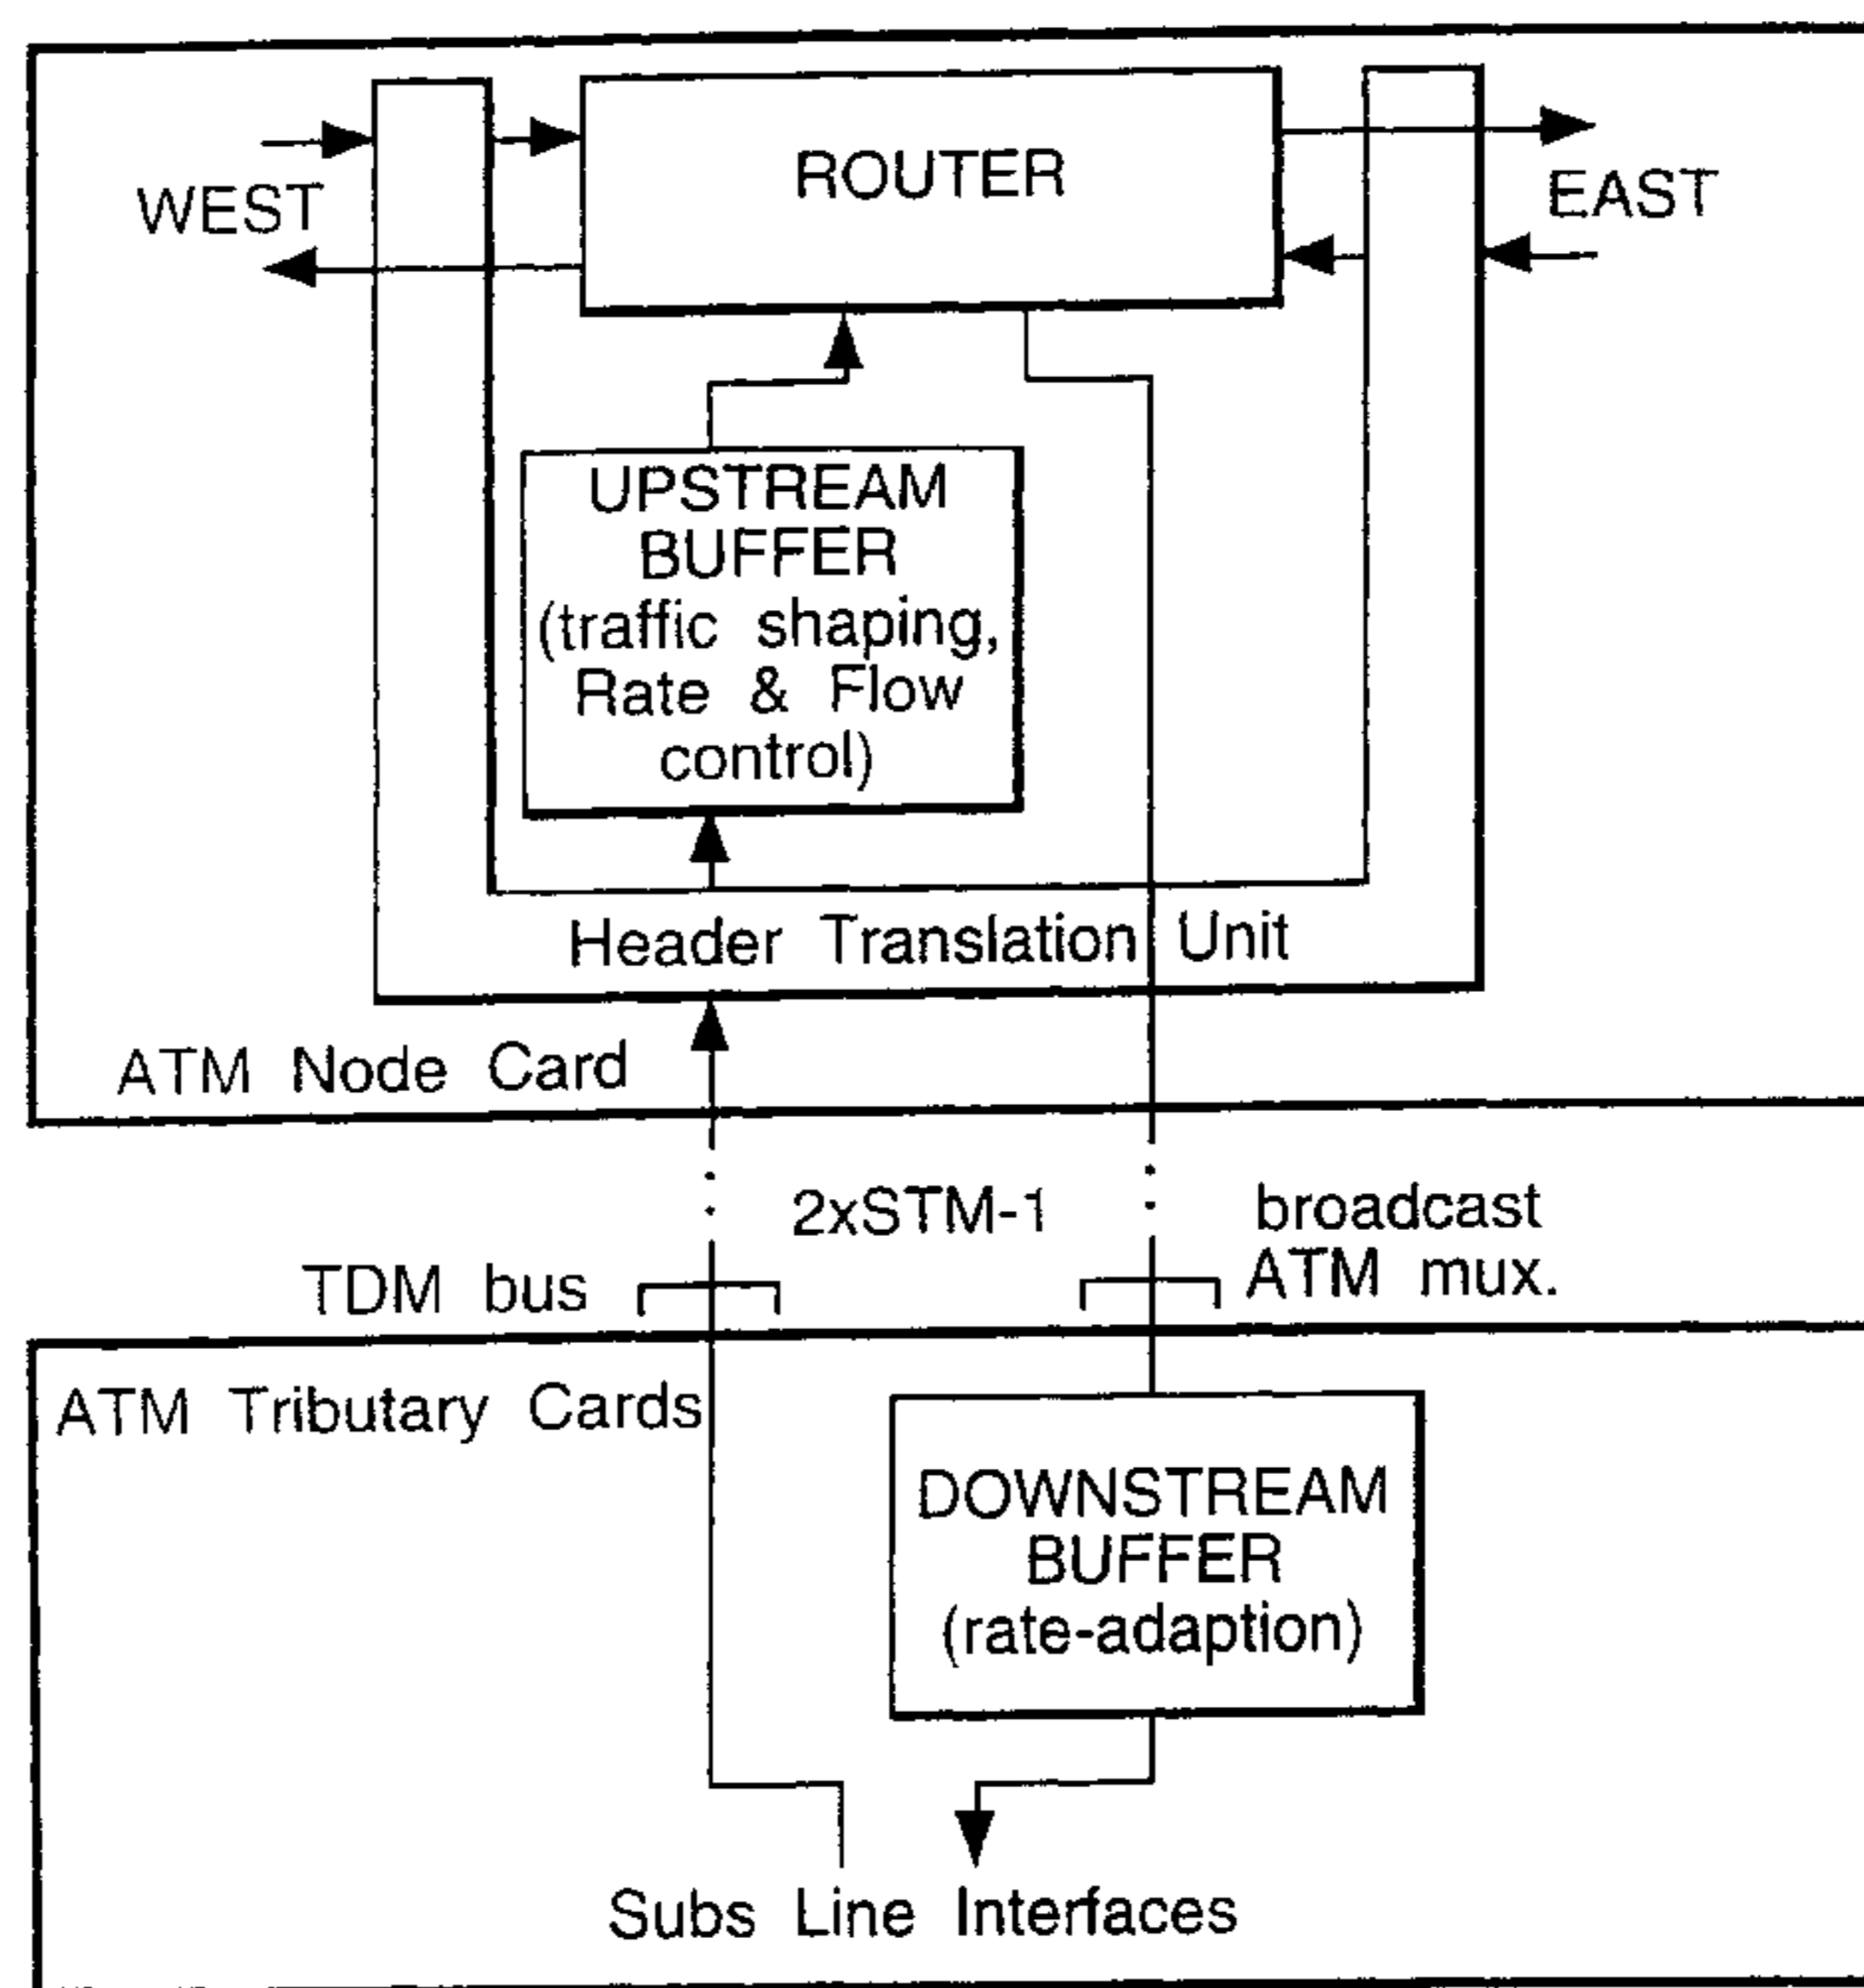 ROUTER
WEST
EAST
UPSTREAM
BUFFER
(traffic shaping,
Rate & Flow
control)
Header Translation Unit
ATM Node Card
2xSTM-1
broadcast
ATM mux.
TDM bus
ATM Tributary Cards
DOWNSTREAM
BUFFER
(rate-adaption)
Subs Line Interfaces